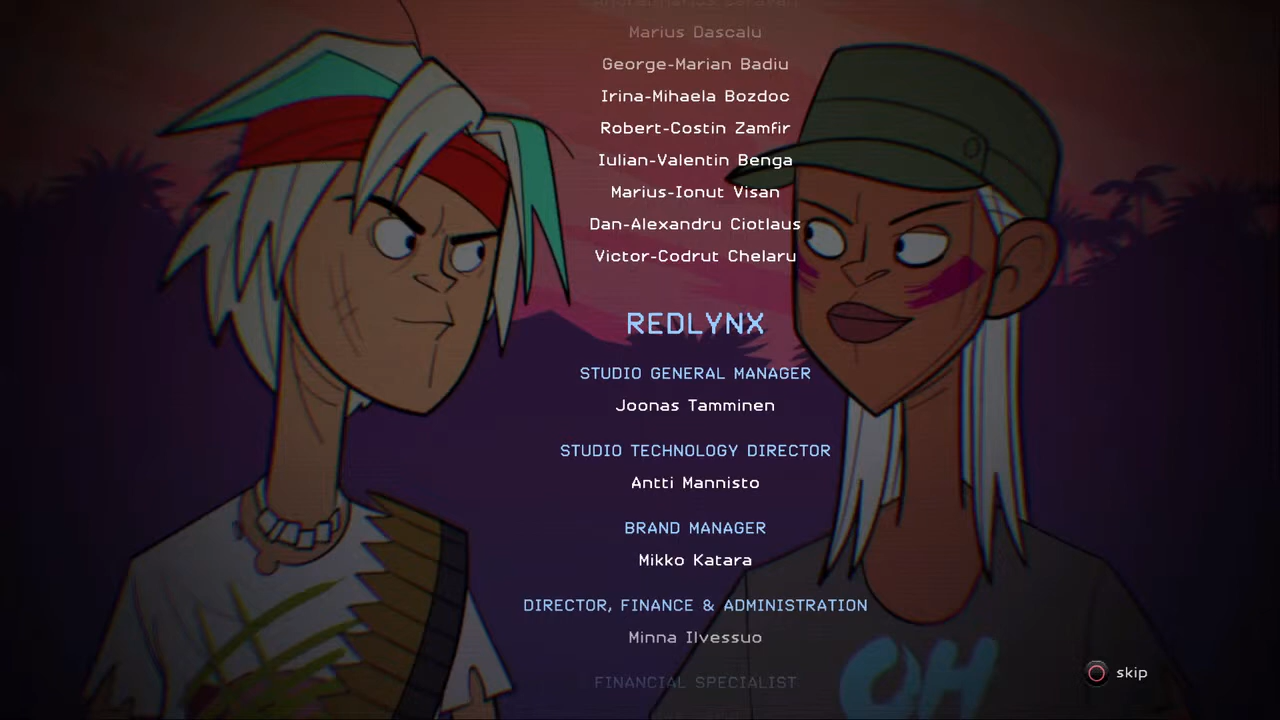 Marius Dascalu
George-Marian Badiu
Irina-Mihaela Bozdoc
Robert-Costin Zamfir
Iulian-Valentin Benga
Marius-Ionut Visan
Dan-Alexandru Ciotlaus
Victor-Codrut Chelaru
REDLYNX
STUDIO GENERAL MANAGER
Joonas Tamminen
STUDIO TECHNOLOGY DIRECTOR
Antti Mannisto
BRAND MANAGER
Mikko Katara
DIRECTOR, FINANCE & ADMINISTRATION
Minna Ilvessuo
OH
skip
FINANCIAL SPECIALIST